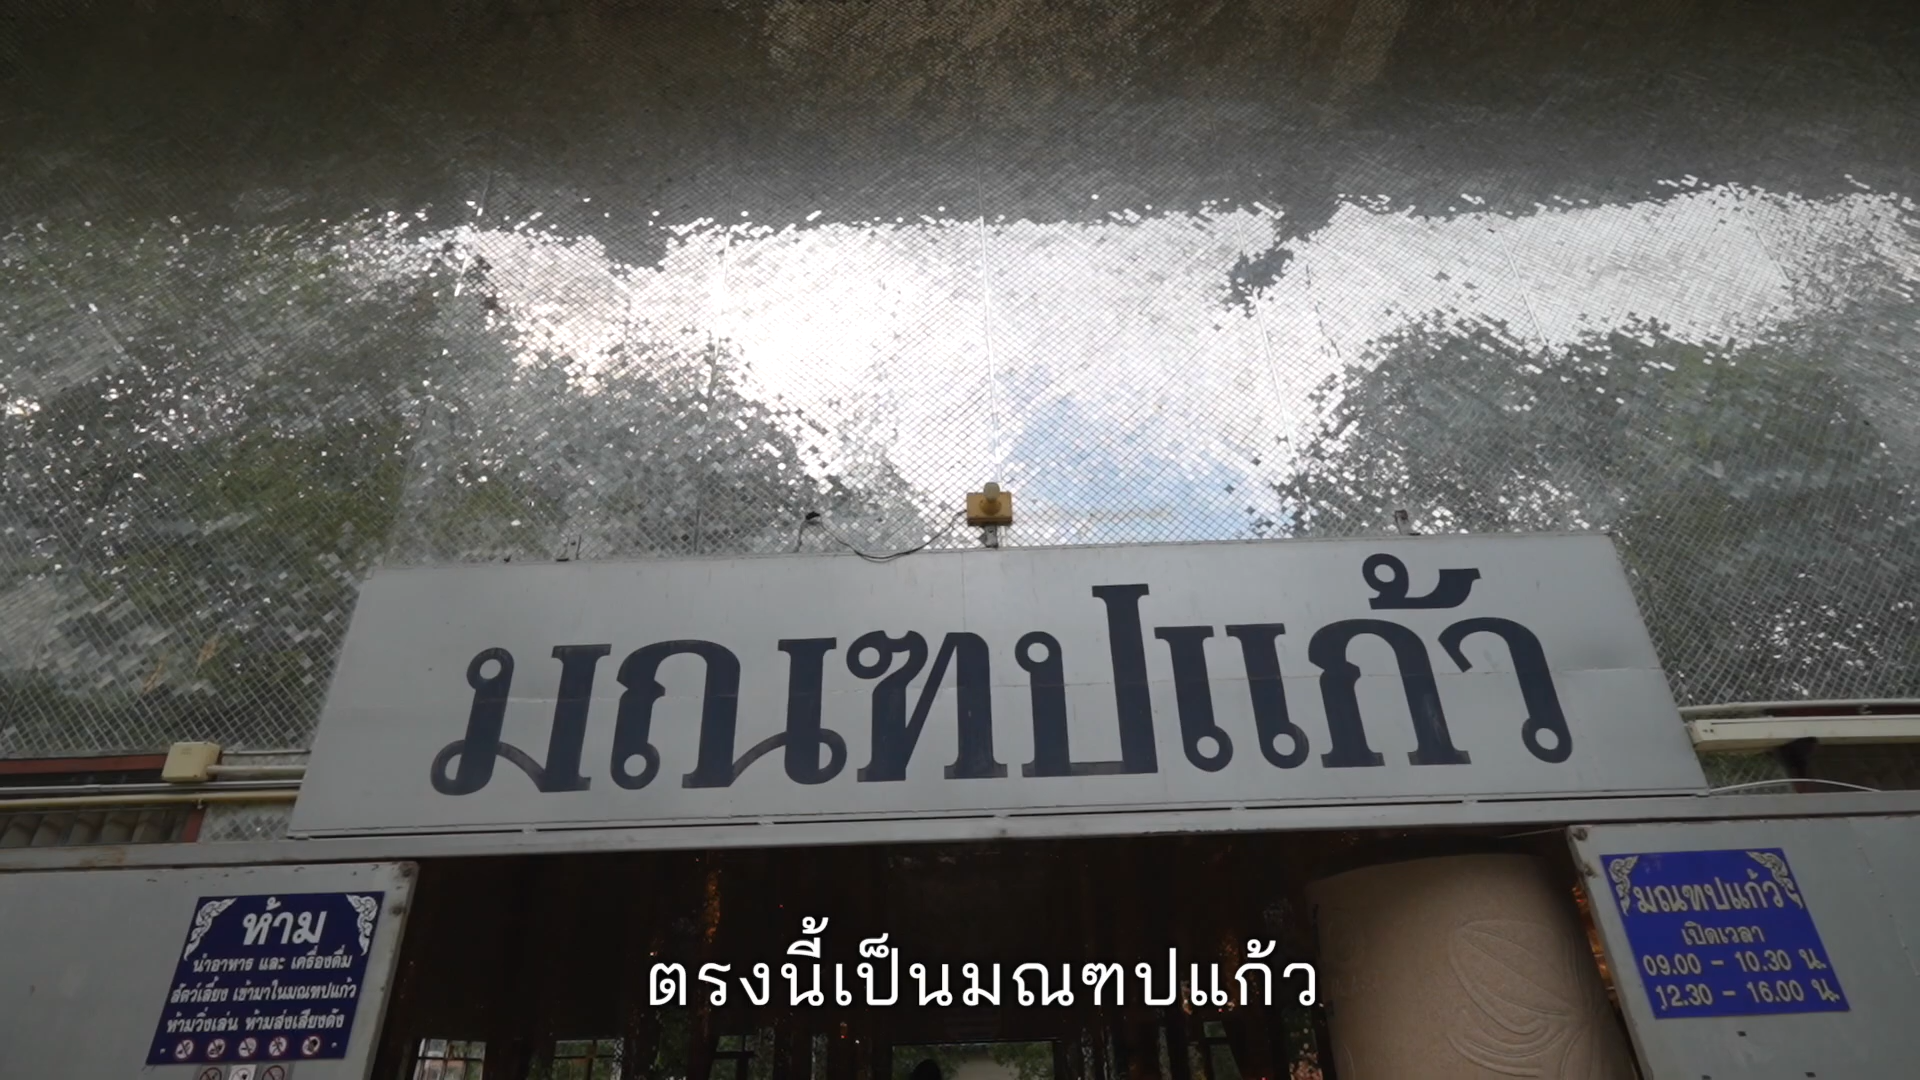 มณฑปแก้ว
ห้าม
นำอาหาร และ เครื่องดื่ม
สัตว์เลี้ยง เข้ามาในมณฑปแก้ว
ห้ามวิ่งเล่น ห้ามส่งเสียงดัง
มณฑปแก้ว
เปิดเวลา
09.00 - 10.30 น.
12.30 - 16.00 น.
ตรงนี้เป็นมณฑปแก้ว